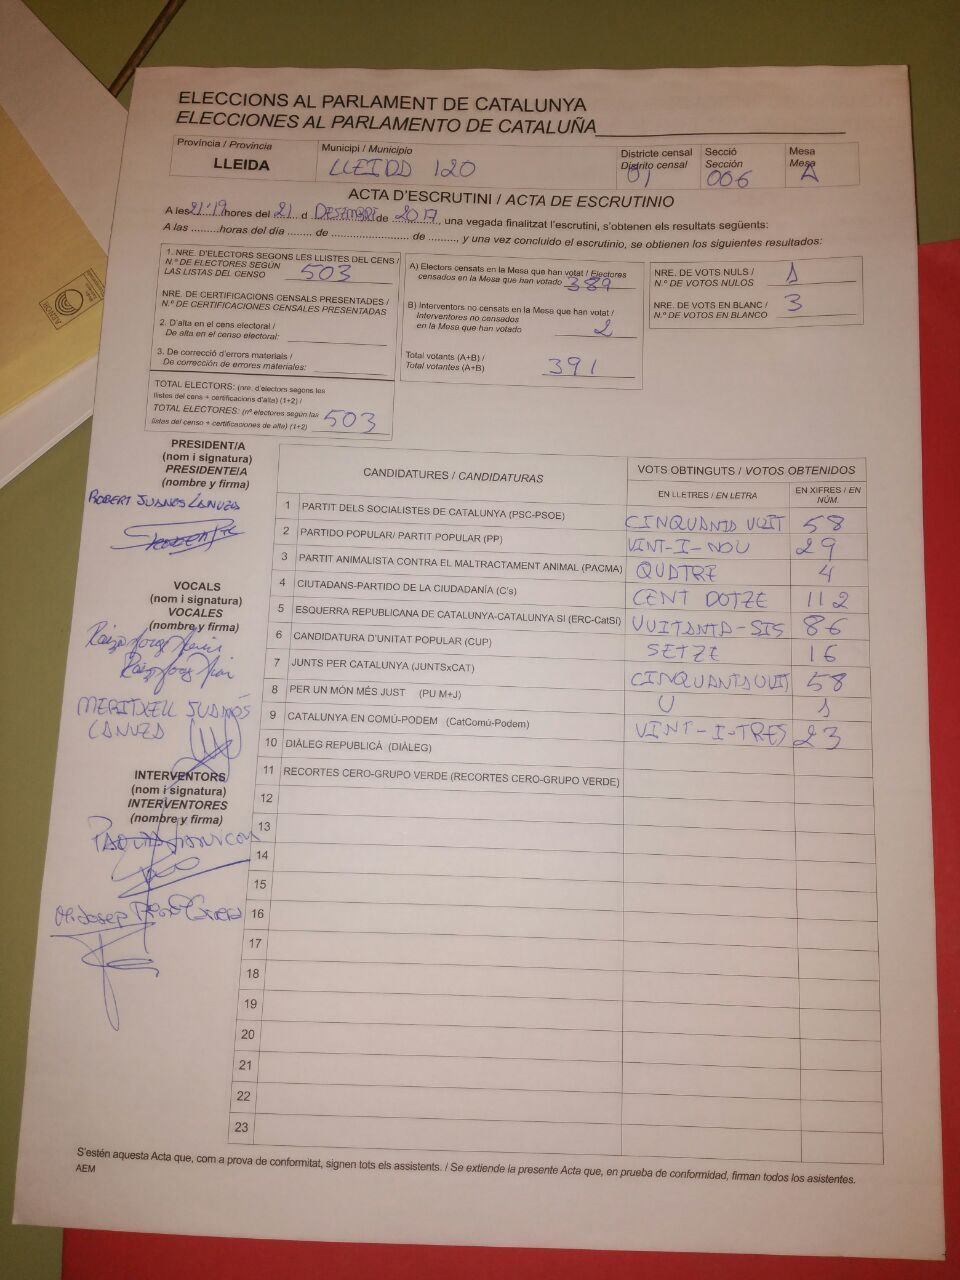 ELECCIONS AL PARLAMENT DE CATALUNYA
ELECCIONES AL PARLAMENTO DE CATALUÑA
Província / Provincia
LLEIDA
Municipi / Municipio
LLEIDA 120
Districte censal
Distrito censal
01
Secció
Sección
006
Mesa
Mesa
A
ACTA D'ESCRUTINI / ACTA DE ESCRUTINIO
A les 21'19 hores del 21 d DESEMBRE de 2017, una vegada finalitzat l'escrutini, s'obtenen els resultats següents:
A las .........horas del día ........ de .......................... de .........., y una vez concluido el escrutinio, se obtienen los siguientes resultados:
1. NRE. D'ELECTORS SEGONS LES LLISTES DEL CENS /
N.º DE ELECTORES SEGÚN
LAS LISTAS DEL CENSO 503
NRE. DE CERTIFICACIONS CENSALS PRESENTADES /
N.º DE CERTIFICACIONES CENSALES PRESENTADAS
2. D'alta en el cens electoral /
De alta en el censo electoral:
3. De correcció d'errors materials /
De corrección de errores materiales:
TOTAL ELECTORS: (nre. d'electors segons les
llistes del cens + certificacions d'alta) (1+2) /
TOTAL ELECTORES: (nº electores según las
listas del censo + certificaciones de alta) (1+2) 503
A) Electors censats en la Mesa que han votat / Electores
censados en la Mesa que han votado 389
B) Interventors no censats en la Mesa que han votat /
Interventores no censados
en la Mesa que han votado 2
Total votants (A+B) /
Total votantes (A+B) 391
NRE. DE VOTS NULS /
N.º DE VOTOS NULOS 1
NRE. DE VOTS EN BLANC /
N.º DE VOTOS EN BLANCO 3
PRESIDENT/A
(nom i signatura)
PRESIDENTE/A
(nombre y firma)
ROBERT JUANOS LANUZA
VOCALS
(nom i signatura)
VOCALES
(nombre y firma)
MERITXELL JUANÓS
LANUZA
INTERVENTORS
(nom i signatura)
INTERVENTORES
(nombre y firma)
CANDIDATURES / CANDIDATURAS
VOTS OBTINGUTS / VOTOS OBTENIDOS
EN LLETRES / EN LETRA
EN XIFRES / EN NÚM.
1 PARTIT DELS SOCIALISTES DE CATALUNYA (PSC-PSOE) CINQUANTA VUIT 58
2 PARTIDO POPULAR/ PARTIT POPULAR (PP) VINT-I-NOU 29
3 PARTIT ANIMALISTA CONTRA EL MALTRACTAMENT ANIMAL (PACMA) QUATRE 4
4 CIUTADANS-PARTIDO DE LA CIUDADANÍA (C's) CENT DOTZE 112
5 ESQUERRA REPUBLICANA DE CATALUNYA-CATALUNYA SÍ (ERC-CatSí) VUITANTA-SIS 86
6 CANDIDATURA D'UNITAT POPULAR (CUP) SETZE 16
7 JUNTS PER CATALUNYA (JUNTSxCAT) CINQUANTAVUIT 58
8 PER UN MÓN MÉS JUST (PU M+J) U 1
9 CATALUNYA EN COMÚ-PODEM (CatComú-Podem) VINT-I-TRES 23
10 DIÀLEG REPUBLICÀ (DIÀLEG)
11 RECORTES CERO-GRUPO VERDE (RECORTES CERO-GRUPO VERDE)
12
13
14
15
16
17
18
19
20
21
22
23
S'estén aquesta Acta que, com a prova de conformitat, signen tots els assistents. / Se extiende la presente Acta que, en prueba de conformidad, firman todos los asistentes.
AEM